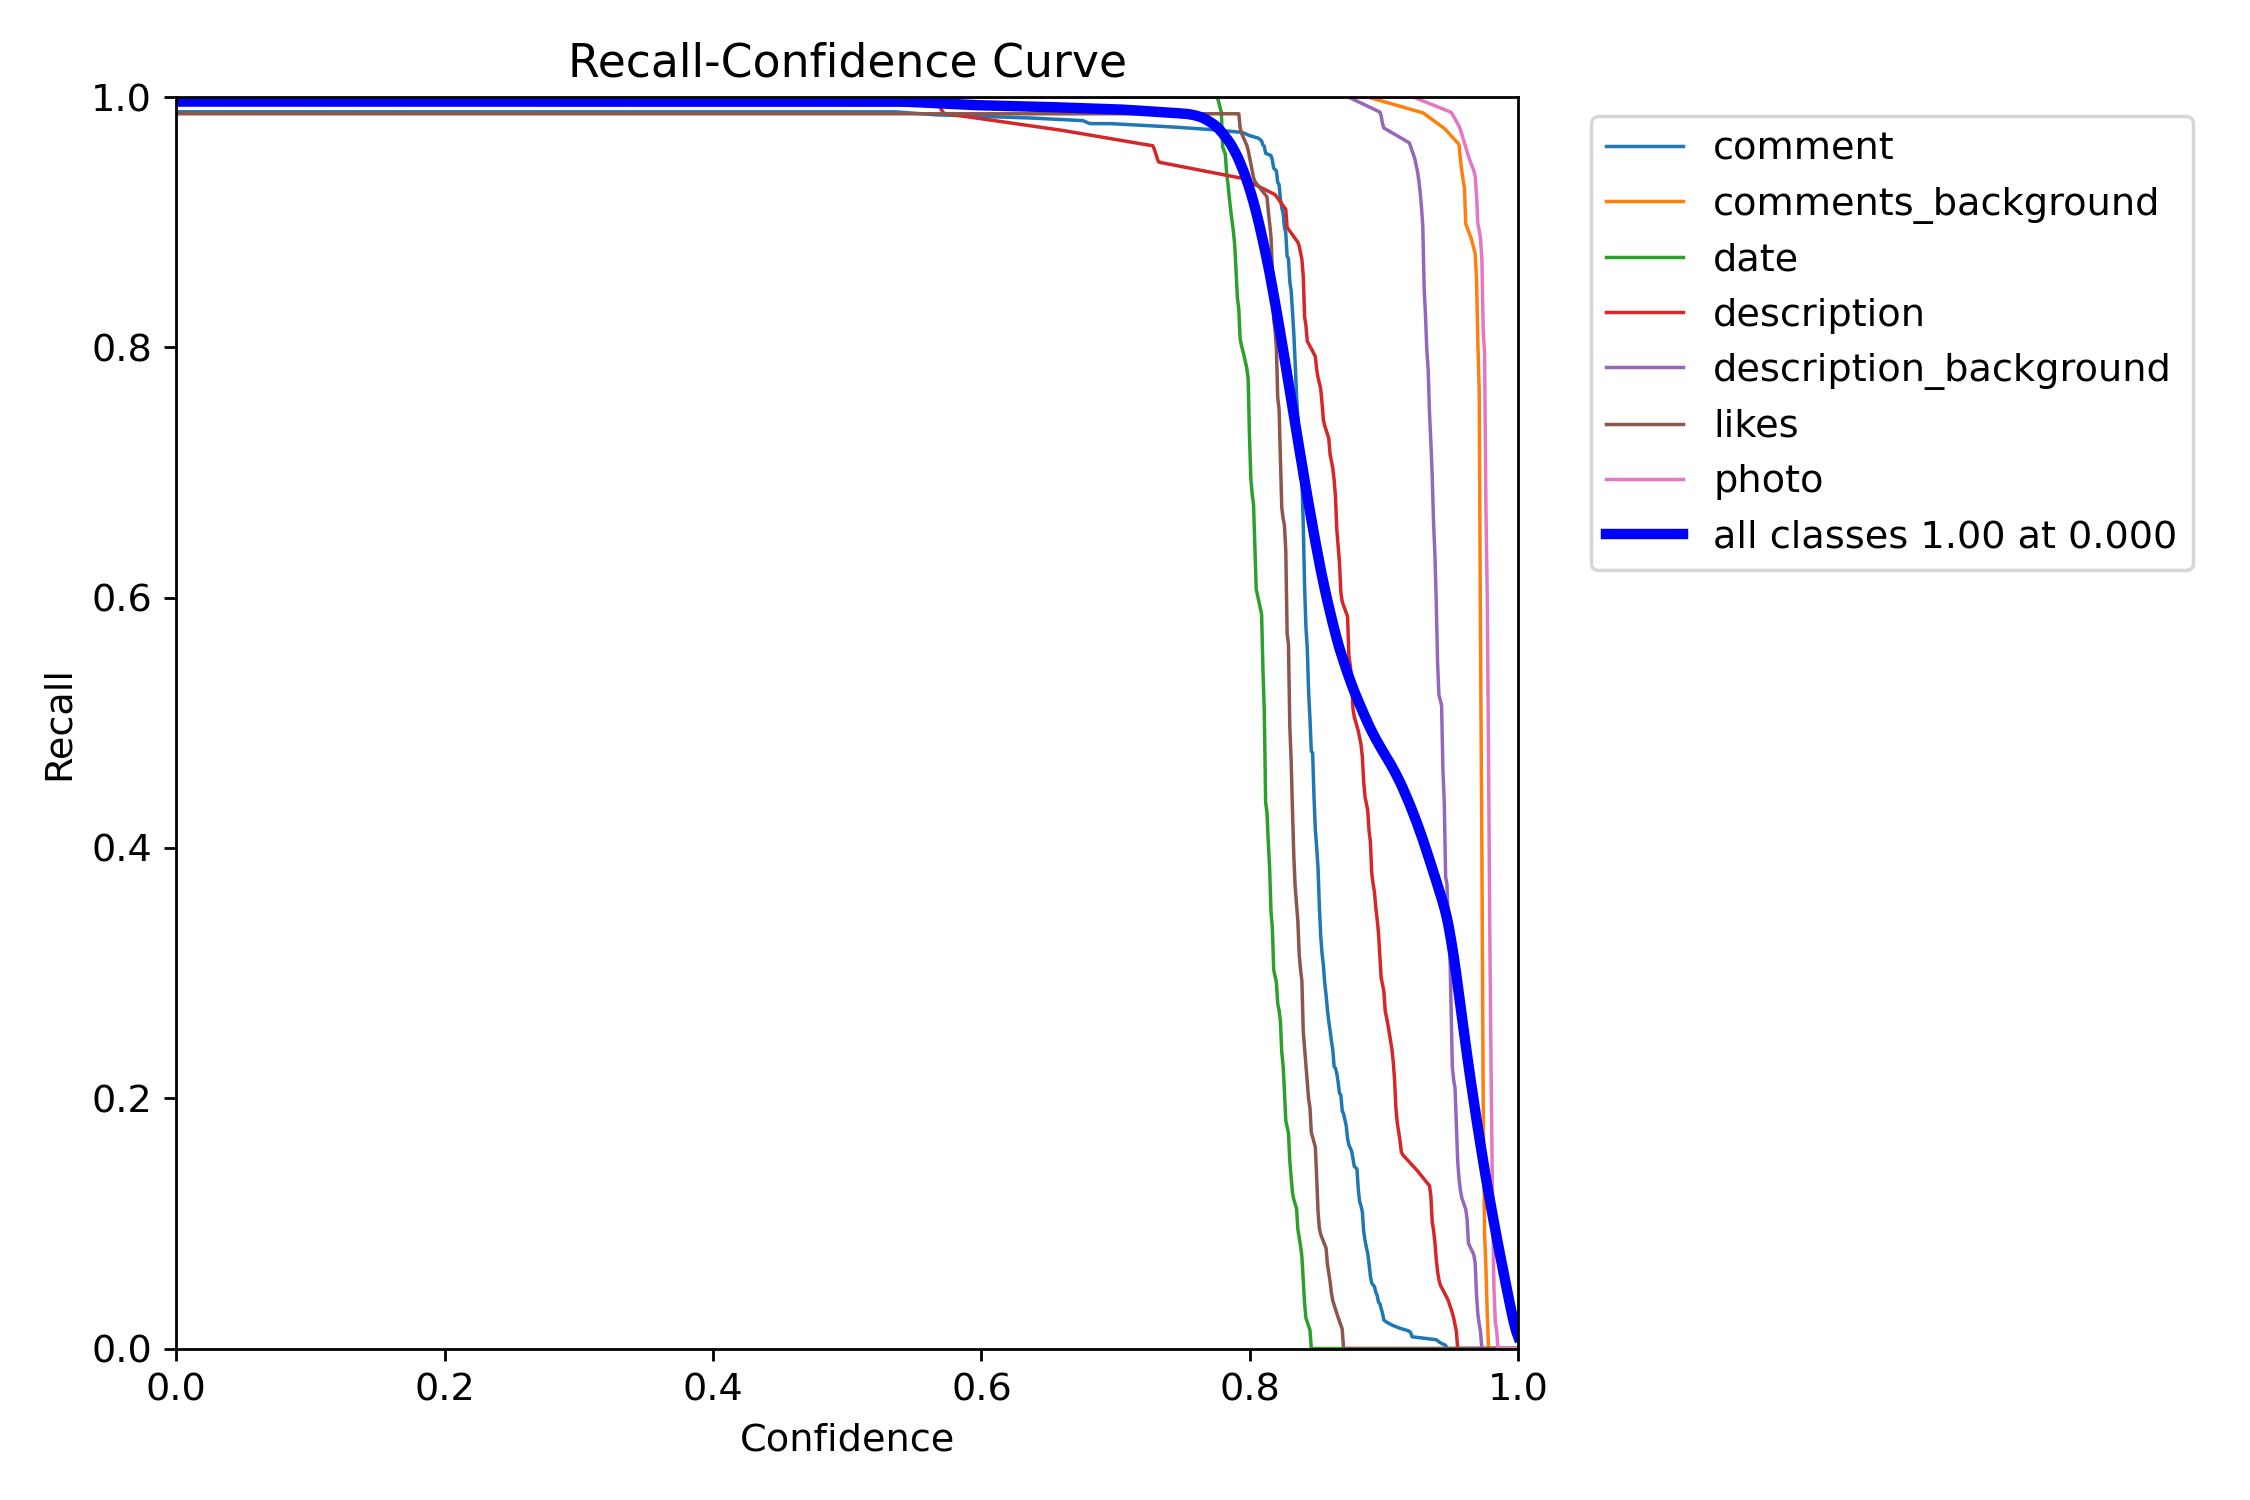 Recall-Confidence Curve
1.0
0.8
0.6
0.4
0.2
0.0
Recall
0.0 0.2 0.4 0.6 0.8 1.0
Confidence
comment
comments_background
date
description
description_background
likes
photo
all classes 1.00 at 0.000